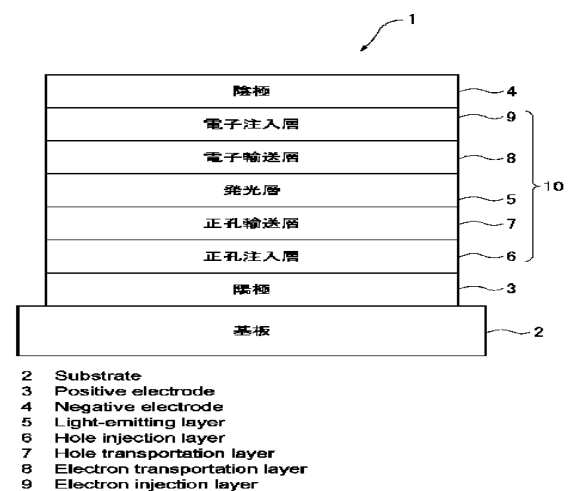 1
陰極 4
電子注入層 9
電子輸送層 8
発光層 5
10
正孔輸送層 7
正孔注入層 6
陽極 3
基板 2
2 Substrate
3 Positive electrode
4 Negative electrode
5 Light-emitting layer
6 Hole injection layer
7 Hole transportation layer
8 Electron transportation layer
9 Electron injection layer